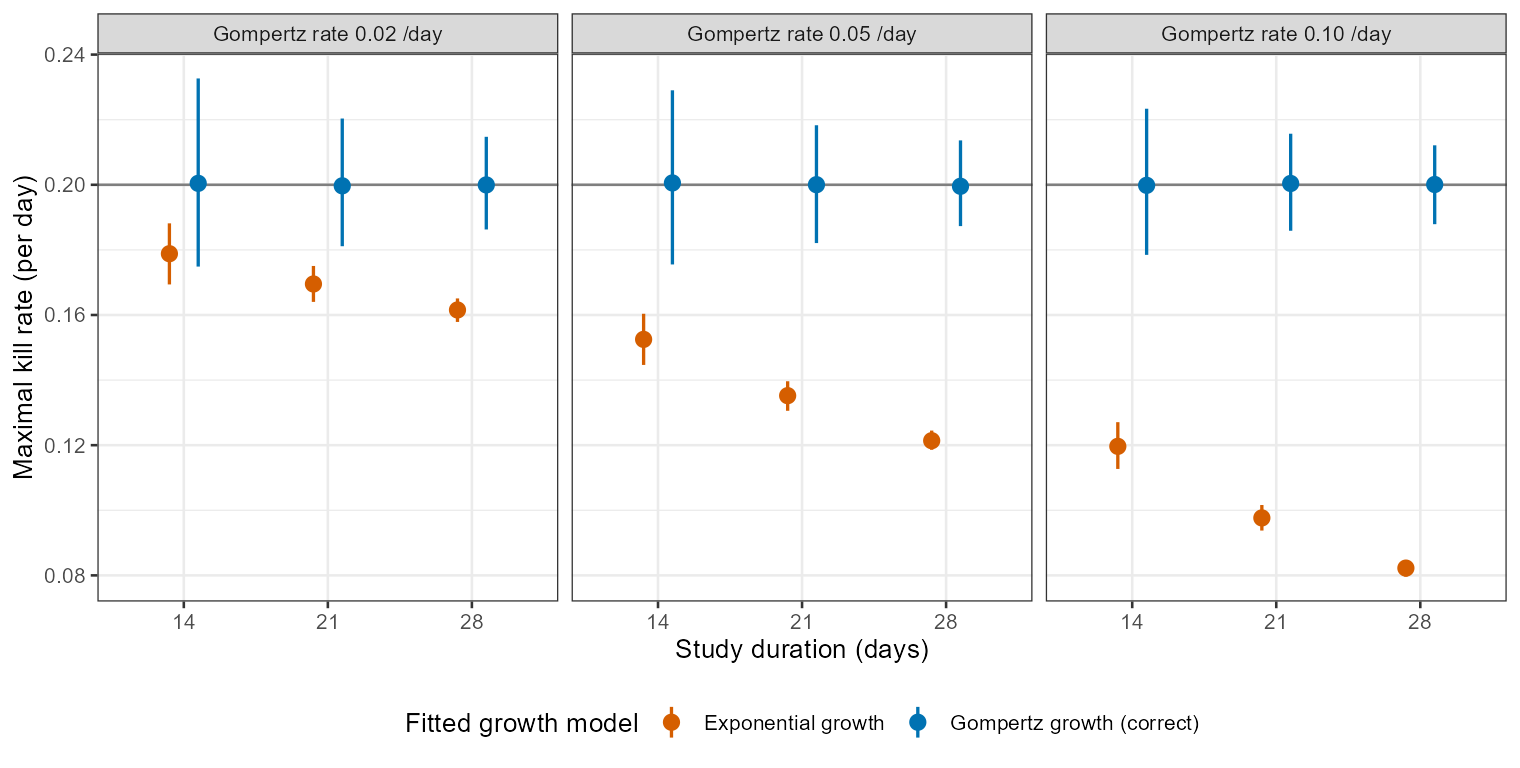 Gompertz rate 0.02 /day
Gompertz rate 0.05 /day
Gompertz rate 0.10 /day
Maximal kill rate (per day)
0.24
0.20
0.16
0.12
0.08
14 21 28
14 21 28
14 21 28
Study duration (days)
Fitted growth model
Exponential growth
Gompertz growth (correct)